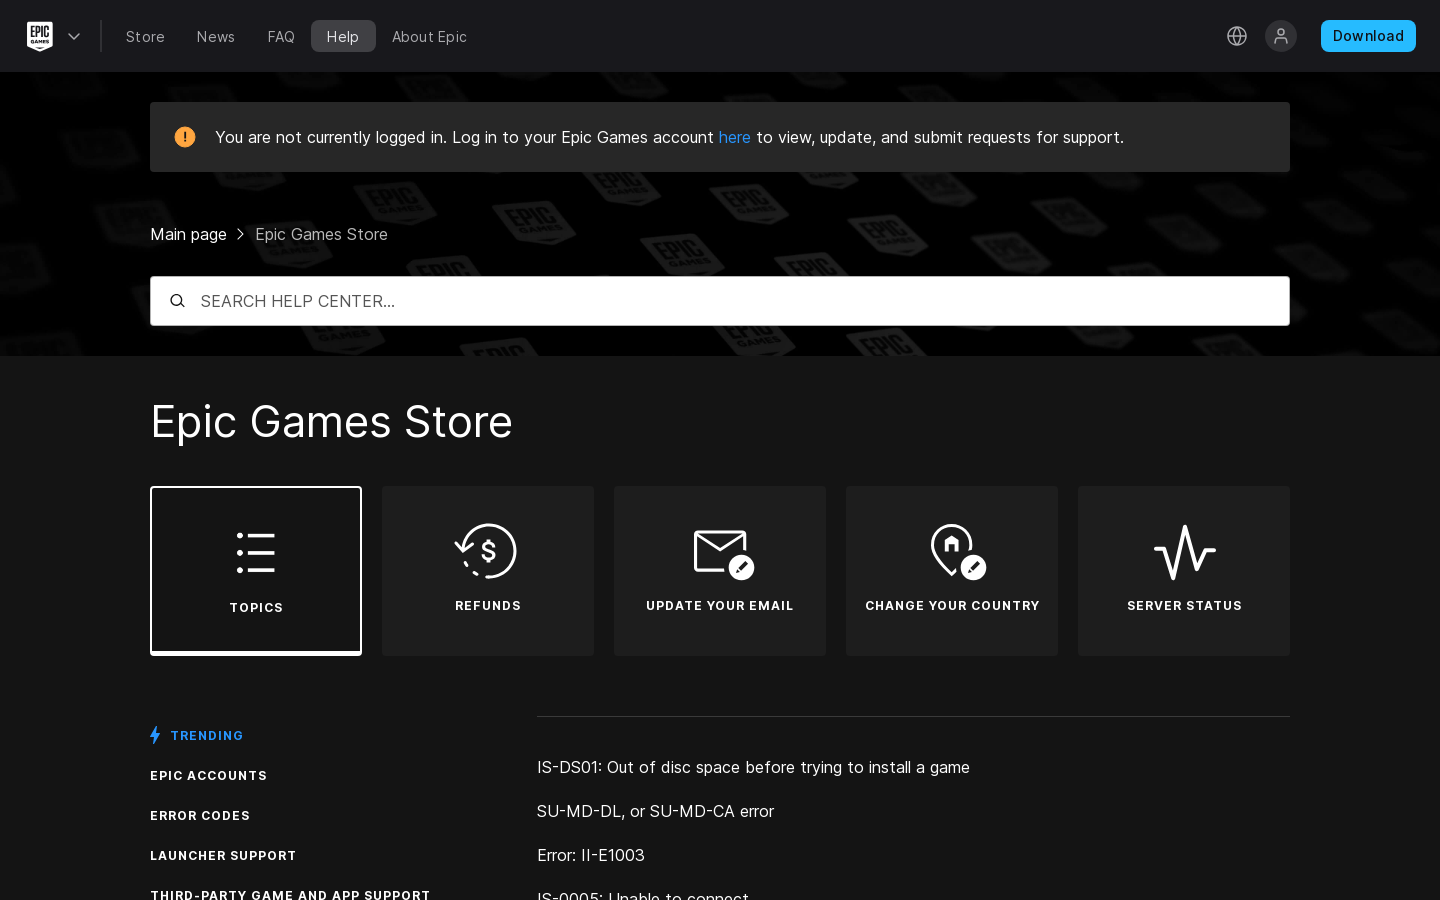 EPIC GAMES
Store
News
FAQ
Help
About Epic
Download
You are not currently logged in. Log in to your Epic Games account here to view, update, and submit requests for support.
Main page
Epic Games Store
SEARCH HELP CENTER...
Epic Games Store
TOPICS
REFUNDS
UPDATE YOUR EMAIL
CHANGE YOUR COUNTRY
SERVER STATUS
TRENDING
EPIC ACCOUNTS
ERROR CODES
LAUNCHER SUPPORT
THIRD-PARTY GAME AND APP SUPPORT
IS-DS01: Out of disc space before trying to install a game
SU-MD-DL, or SU-MD-CA error
Error: II-E1003
IS-0005: Unable to connect